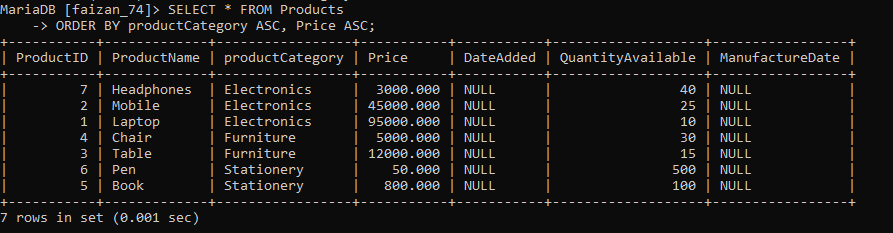 MariaDB [faizan_74]> SELECT * FROM Products
    -> ORDER BY productCategory ASC, Price ASC;
+-----------+-------------+-----------------+-----------+-----------+-------------------+-----------------+
| ProductID | ProductName | productCategory | Price     | DateAdded | QuantityAvailable | ManufactureDate |
+-----------+-------------+-----------------+-----------+-----------+-------------------+-----------------+
|         7 | Headphones  | Electronics     |  3000.000 | NULL      |                40 | NULL            |
|         2 | Mobile      | Electronics     | 45000.000 | NULL      |                25 | NULL            |
|         1 | Laptop      | Electronics     | 95000.000 | NULL      |                10 | NULL            |
|         4 | Chair       | Furniture       |  5000.000 | NULL      |                30 | NULL            |
|         3 | Table       | Furniture       | 12000.000 | NULL      |                15 | NULL            |
|         6 | Pen         | Stationery      |    50.000 | NULL      |               500 | NULL            |
|         5 | Book        | Stationery      |   800.000 | NULL      |               100 | NULL            |
+-----------+-------------+-----------------+-----------+-----------+-------------------+-----------------+
7 rows in set (0.001 sec)